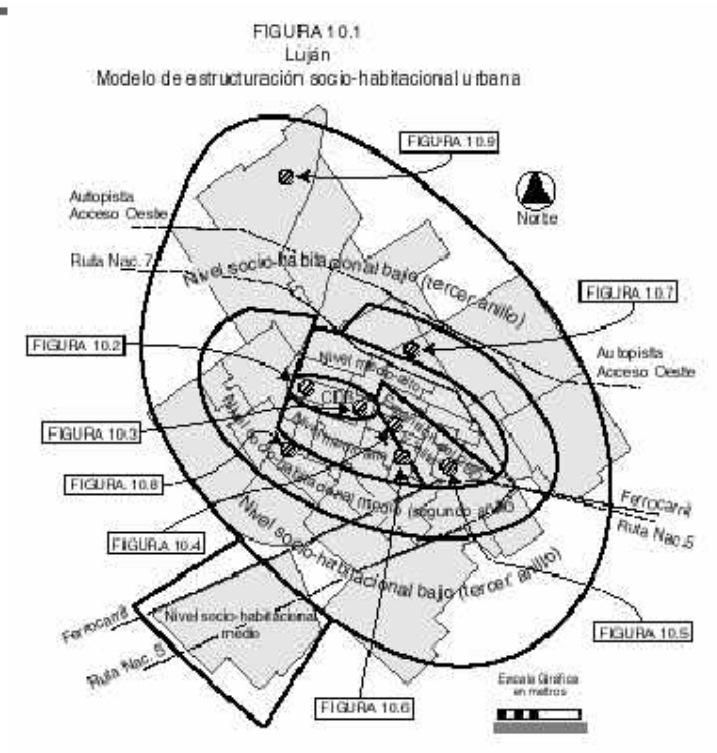 FIGURA 10.1
Luján
Modelo de estructuración socio-habitacional urbana
FIGURA 10.9
Autopista
Acceso Oeste
Norte
Ruta Nac. 7
Nivel socio-habitacional bajo (tercer anillo)
FIGURA 10.7
FIGURA 10.2
Autopista
Acceso Oeste
Nivel medio-alto
FIGURA 10.3
FIGURA 10.8
Nivel socio-habitacional medio (segundo anillo
Ferrocarril
Ruta Nac. 5
FIGURA 10.4
Nivel socio-habitacional bajo (tercer anillo)
Ferrocarril
Nivel socio-habitacional
medio
FIGURA 10.5
Ruta Nac. 5
Escala Gráfica
en metros
FIGURA 10.6